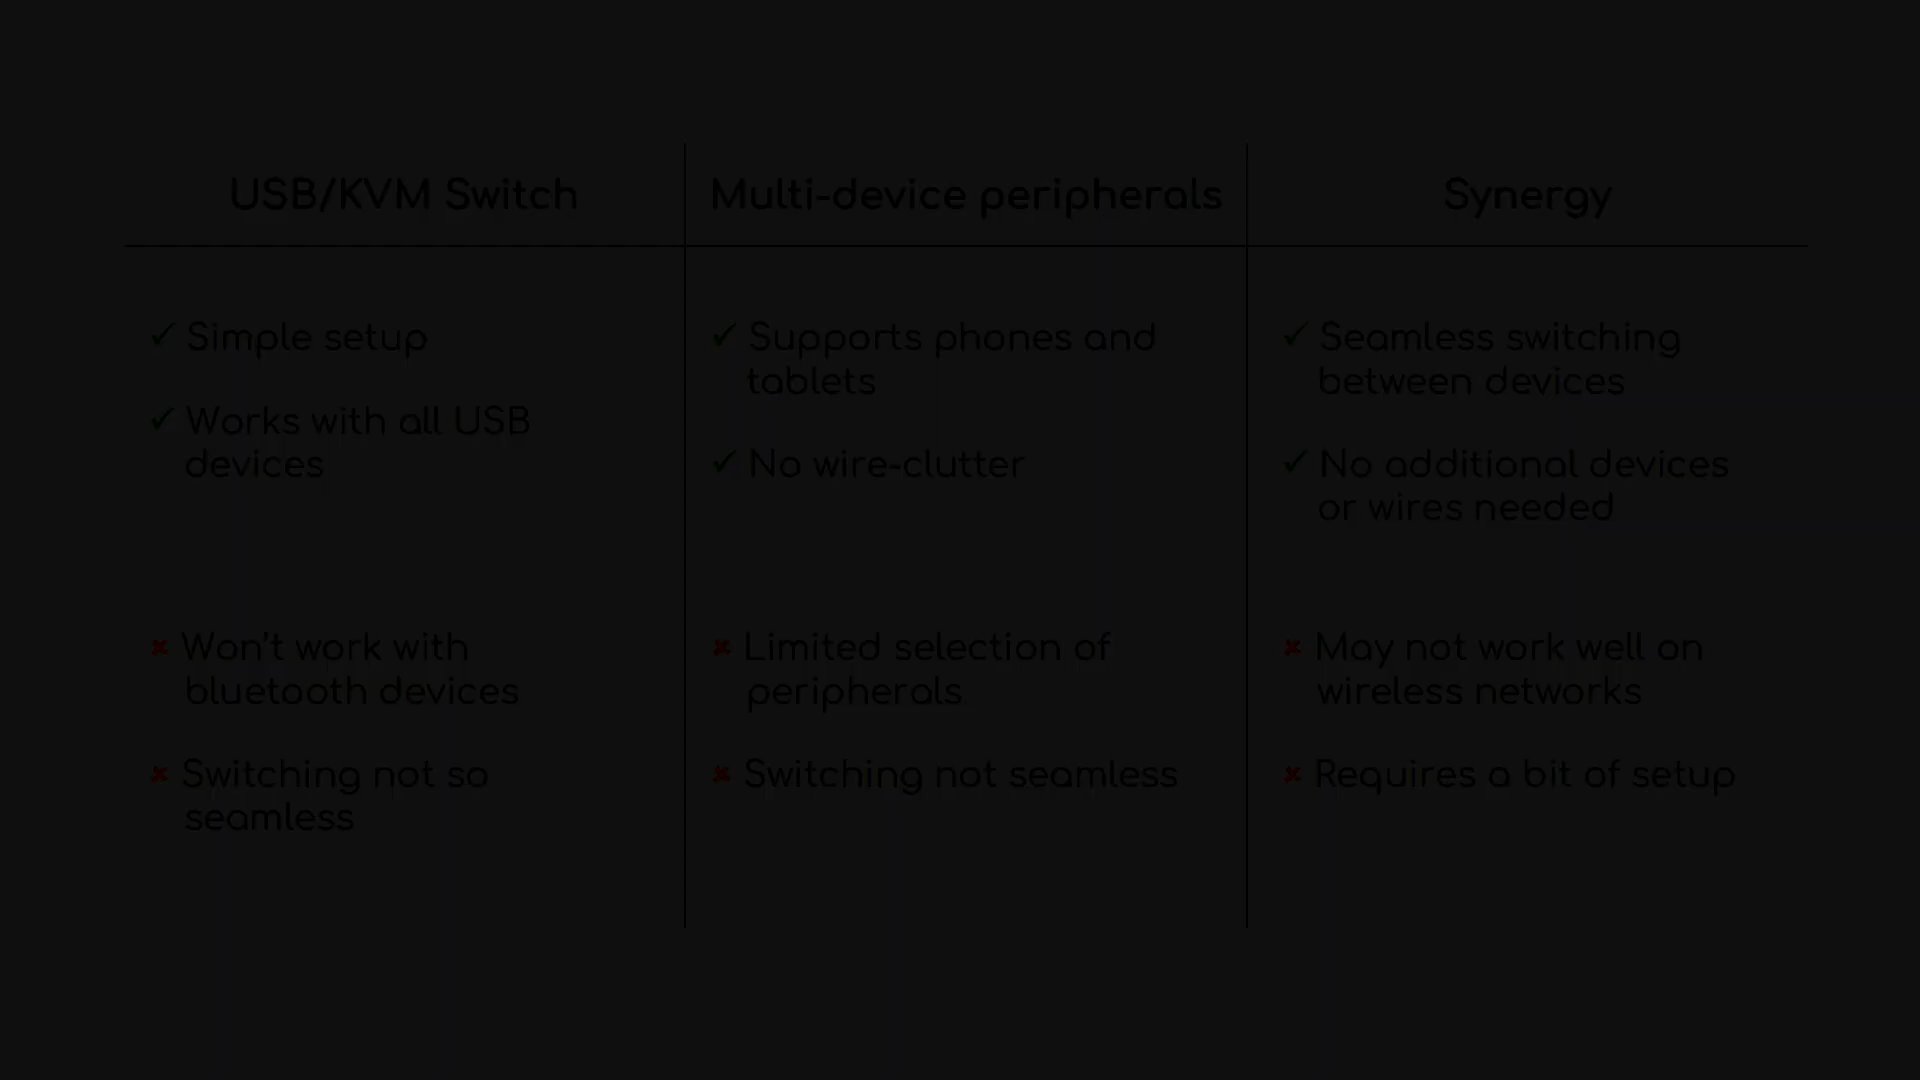 USB/KVM Switch
Multi-device peripherals
Synergy
✓ Simple setup
✓ Works with all USB
devices
✖ Won't work with
bluetooth devices
✖ Switching not so
seamless
✓ Supports phones and
tablets
✓ No wire-clutter
✖ Limited selection of
peripherals
✖ Switching not seamless
✓ Seamless switching
between devices
✓ No additional devices
or wires needed
✖ May not work well on
wireless networks
✖ Requires a bit of setup